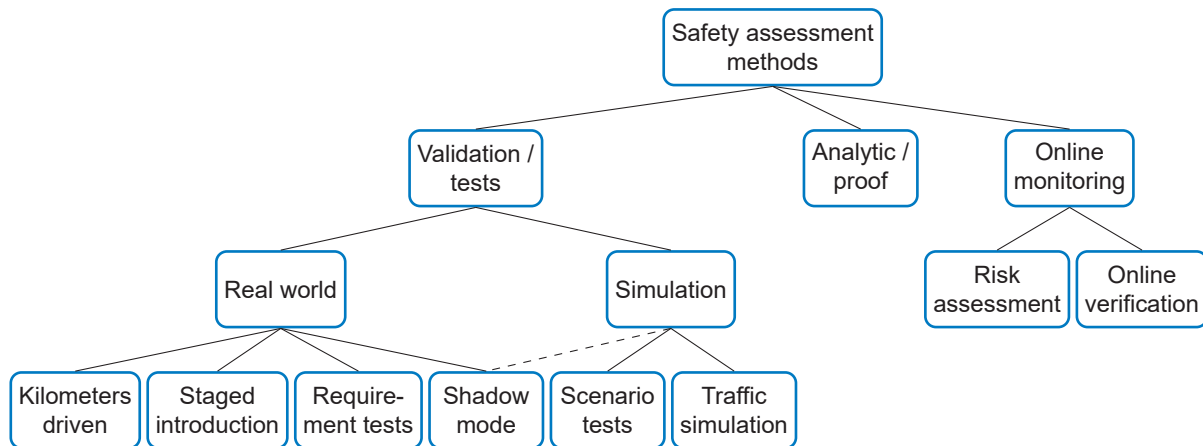 Safety assessment
methods
Validation /
tests
Analytic /
proof
Online
monitoring
Real world
Simulation
Risk
assessment
Online
verification
Kilometers
driven
Staged
introduction
Require-
ment tests
Shadow
mode
Scenario
tests
Traffic
simulation